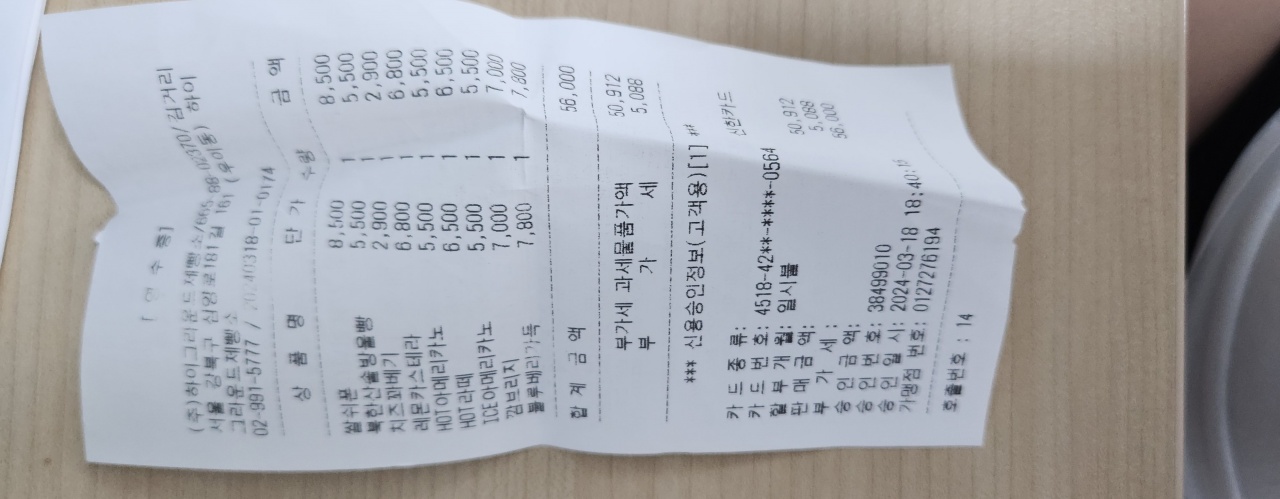 [ 영 수 증]
(주)하이그라운드제빵소/665-88-02370/김거리
서울 강북구 삼양로181길 161 (우이동) 하이
그라운드제빵소
02-991-5777 / 20240318-01-0174
상 품 명 단 가 수량 금 액
쌀쉬폰 8,500 1 8,500
북한산솔방울빵 5,500 1 5,500
치즈꽈배기 2,900 1 2,900
레몬카스테라 6,800 1 6,800
HOT아메리카노 5,500 1 5,500
HOT라떼 6,500 1 6,500
ICE아메리카노 5,500 1 5,500
깜브리지 7,000 1 7,000
블루베리가득 7,800 1 7,800
합 계 금 액 56,000
부가세 과세물품가액 50,912
부 가 세 5,088
*** 신용승인정보(고객용)[1] **
카 드 종 류: 신한카드
카 드 번 호: 4518-42**-****-0564
할 부 개 월: 일시불
판 매 금 액: 50,912
부 가 세 : 5,088
승 인 금 액: 56,000
승 인 번 호: 38499010
승 인 일 시: 2024-03-18 18:40:
가맹점 번호: 0127276194
호출번호 : 14